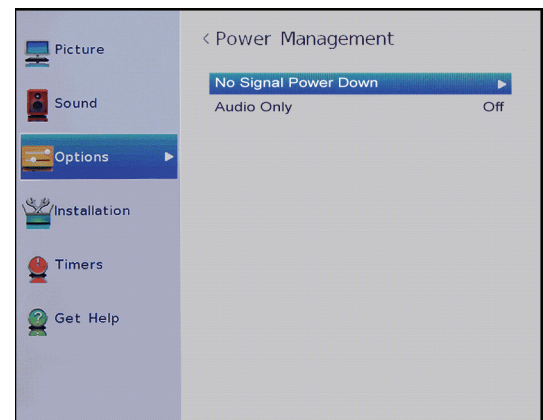 Picture
Sound
Options
Installation
Timers
Get Help
< Power Management
No Signal Power Down
Audio Only Off